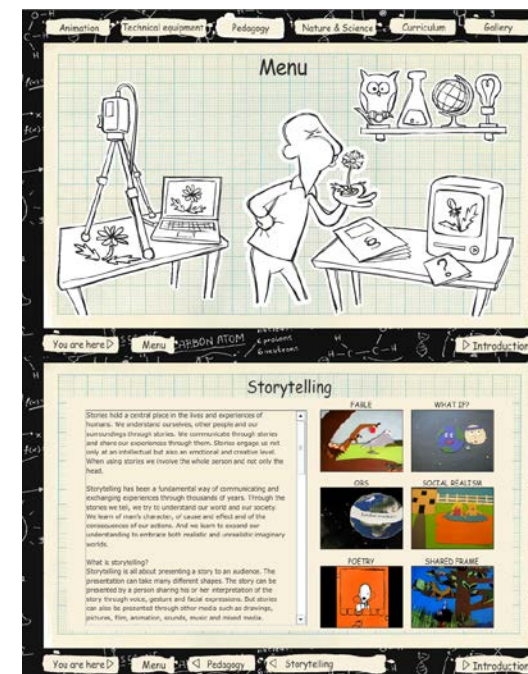 Animation Technical equipment Pedagogy Nature & Science Curriculum Gallery
Menu
?
You are here Menu CARBON ATOM 6 protons 6 neutrons H-C-C-H Introduction
Storytelling
Stories hold a central place in the lives and experiences of
humans. We understand ourselves, other people and our
surroundings through stories. We communicate through stories
and share our experiences through them. Stories engage us not
only at an intellectual but also an emotional and creative level.
When using stories we involve the whole person and not only the
head.
Storytelling has been a fundamental way of communicating and
exchanging experiences through thousands of years. Through the
stories we tell, we try to understand our world and our society.
We learn of man's character, of cause and effect and of the
consequences of our actions. And we learn to expand our
understanding to embrace both realistic and unrealistic imaginary
worlds.
What is storytelling?
Storytelling is all about presenting a story to an audience. The
presentation can take many different shapes. The story can be
presented by a person sharing his or her interpretation of the
story through voice, gesture and facial expressions. But stories
can also be presented through other media such as drawings,
pictures, film, animation, sounds, music and mixed media.
FABLE WHAT IF?
OBS SOCIAL REALISM
POETRY SHARED FRAME
You are here Menu Pedagogy Storytelling Introduction